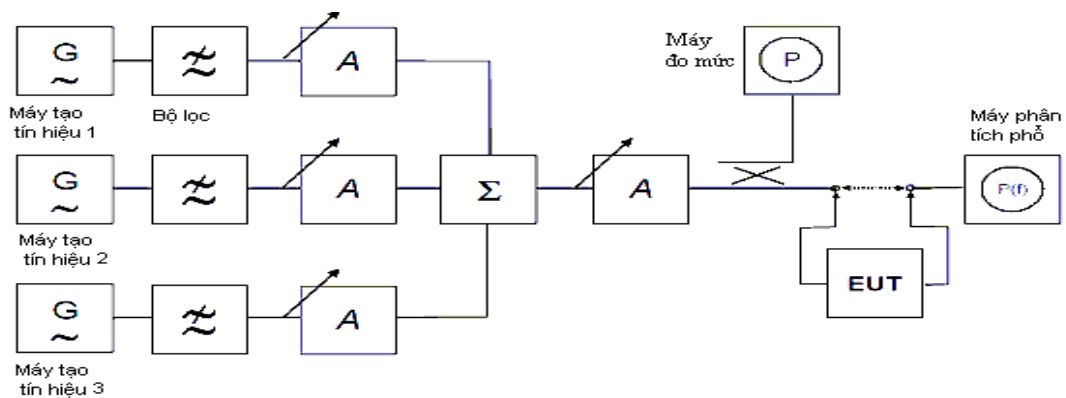 G
~
Máy tạo
tín hiệu 1
Bộ lọc
A
G
~
Máy tạo
tín hiệu 2
A
G
~
Máy tạo
tín hiệu 3
A
Σ
A
Máy
đo mức
P
Máy phân
tích phổ
P(f)
EUT